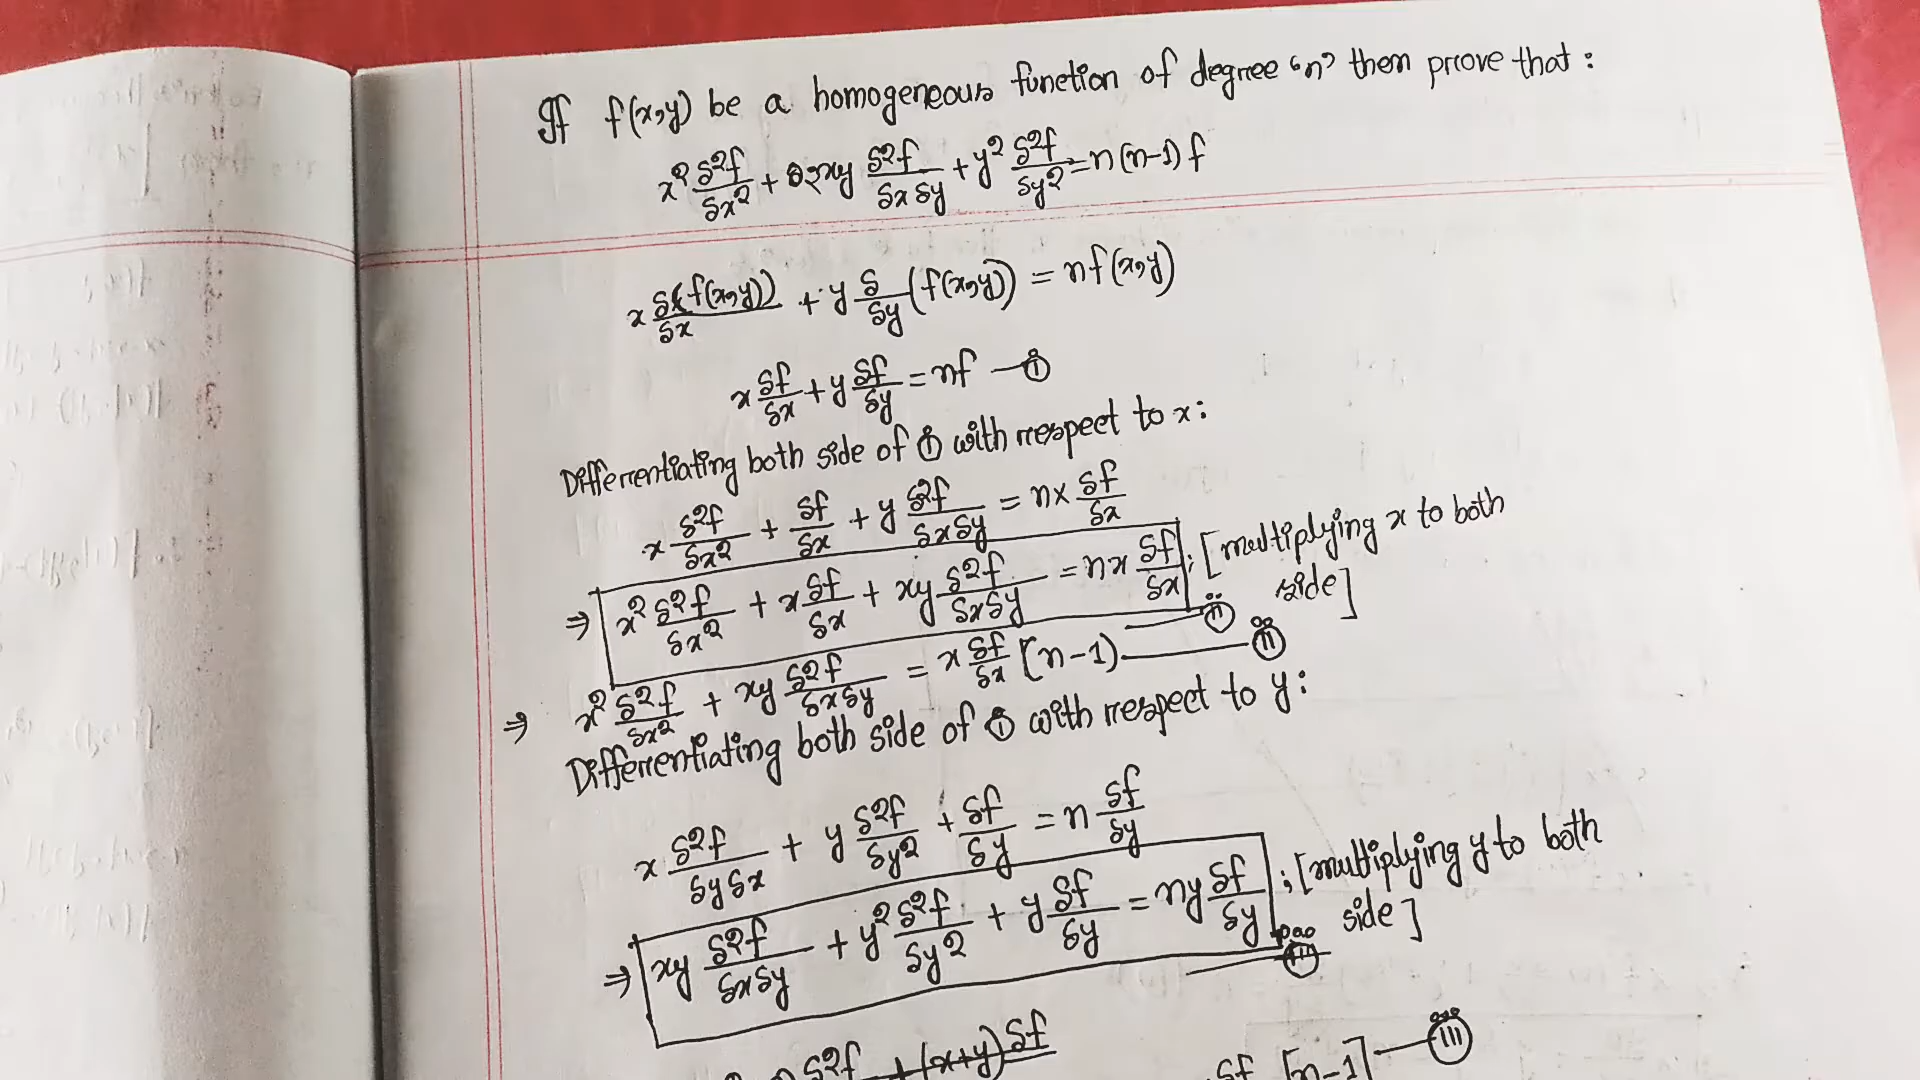 If f(x,y) be a homogeneous function of degree "n" then prove that :
x² δ²f/δx² + 2xy δ²f/δxδy + y² δ²f/δy² = n(n-1) f
x δ(f(x,y))/δx + y δ/δy (f(x,y)) = nf(x,y)
x δf/δx + y δf/δy = nf — (i)
Differentiating both side of (i) with respect to x :
x δ²f/δx² + δf/δx + y δ²f/δxδy = n× δf/δx
⇒ x² δ²f/δx² + x δf/δx + xy δ²f/δxδy = nx δf/δx ; [multiplying x to both side]
⇒ x² δ²f/δx² + xy δ²f/δxδy = x δf/δx [n-1) — (ii)
Differentiating both side of (i) with respect to y :
x δ²f/δyδx + y δ²f/δy² + δf/δy = n δf/δy
⇒ xy δ²f/δxδy + y² δ²f/δy² + y δf/δy = ny δf/δy ; [multiplying y to both side]
δ²f + (x+y) δf
δf [n-1] — (iii)